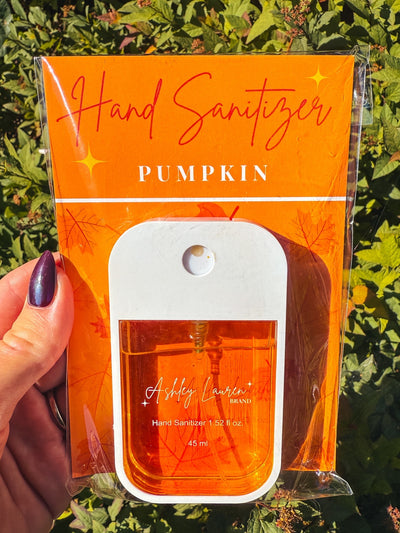 Hand Sanitizer
PUMPKIN
Ashley Lauren
BRAND
Hand Sanitizer 1.52 fl oz.
45 ml